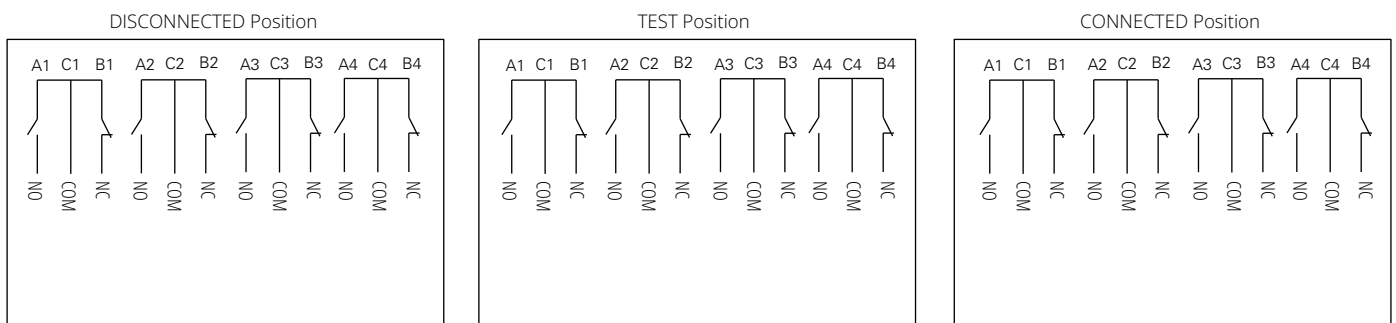 DISCONNECTED Position
A1 C1 B1 A2 C2 B2 A3 C3 B3 A4 C4 B4
NO COM NC NO COM NC NO COM NC NO COM NC
TEST Position
A1 C1 B1 A2 C2 B2 A3 C3 B3 A4 C4 B4
NO COM NC NO COM NC NO COM NC NO COM NC
CONNECTED Position
A1 C1 B1 A2 C2 B2 A3 C3 B3 A4 C4 B4
NO COM NC NO COM NC NO COM NC NO COM NC